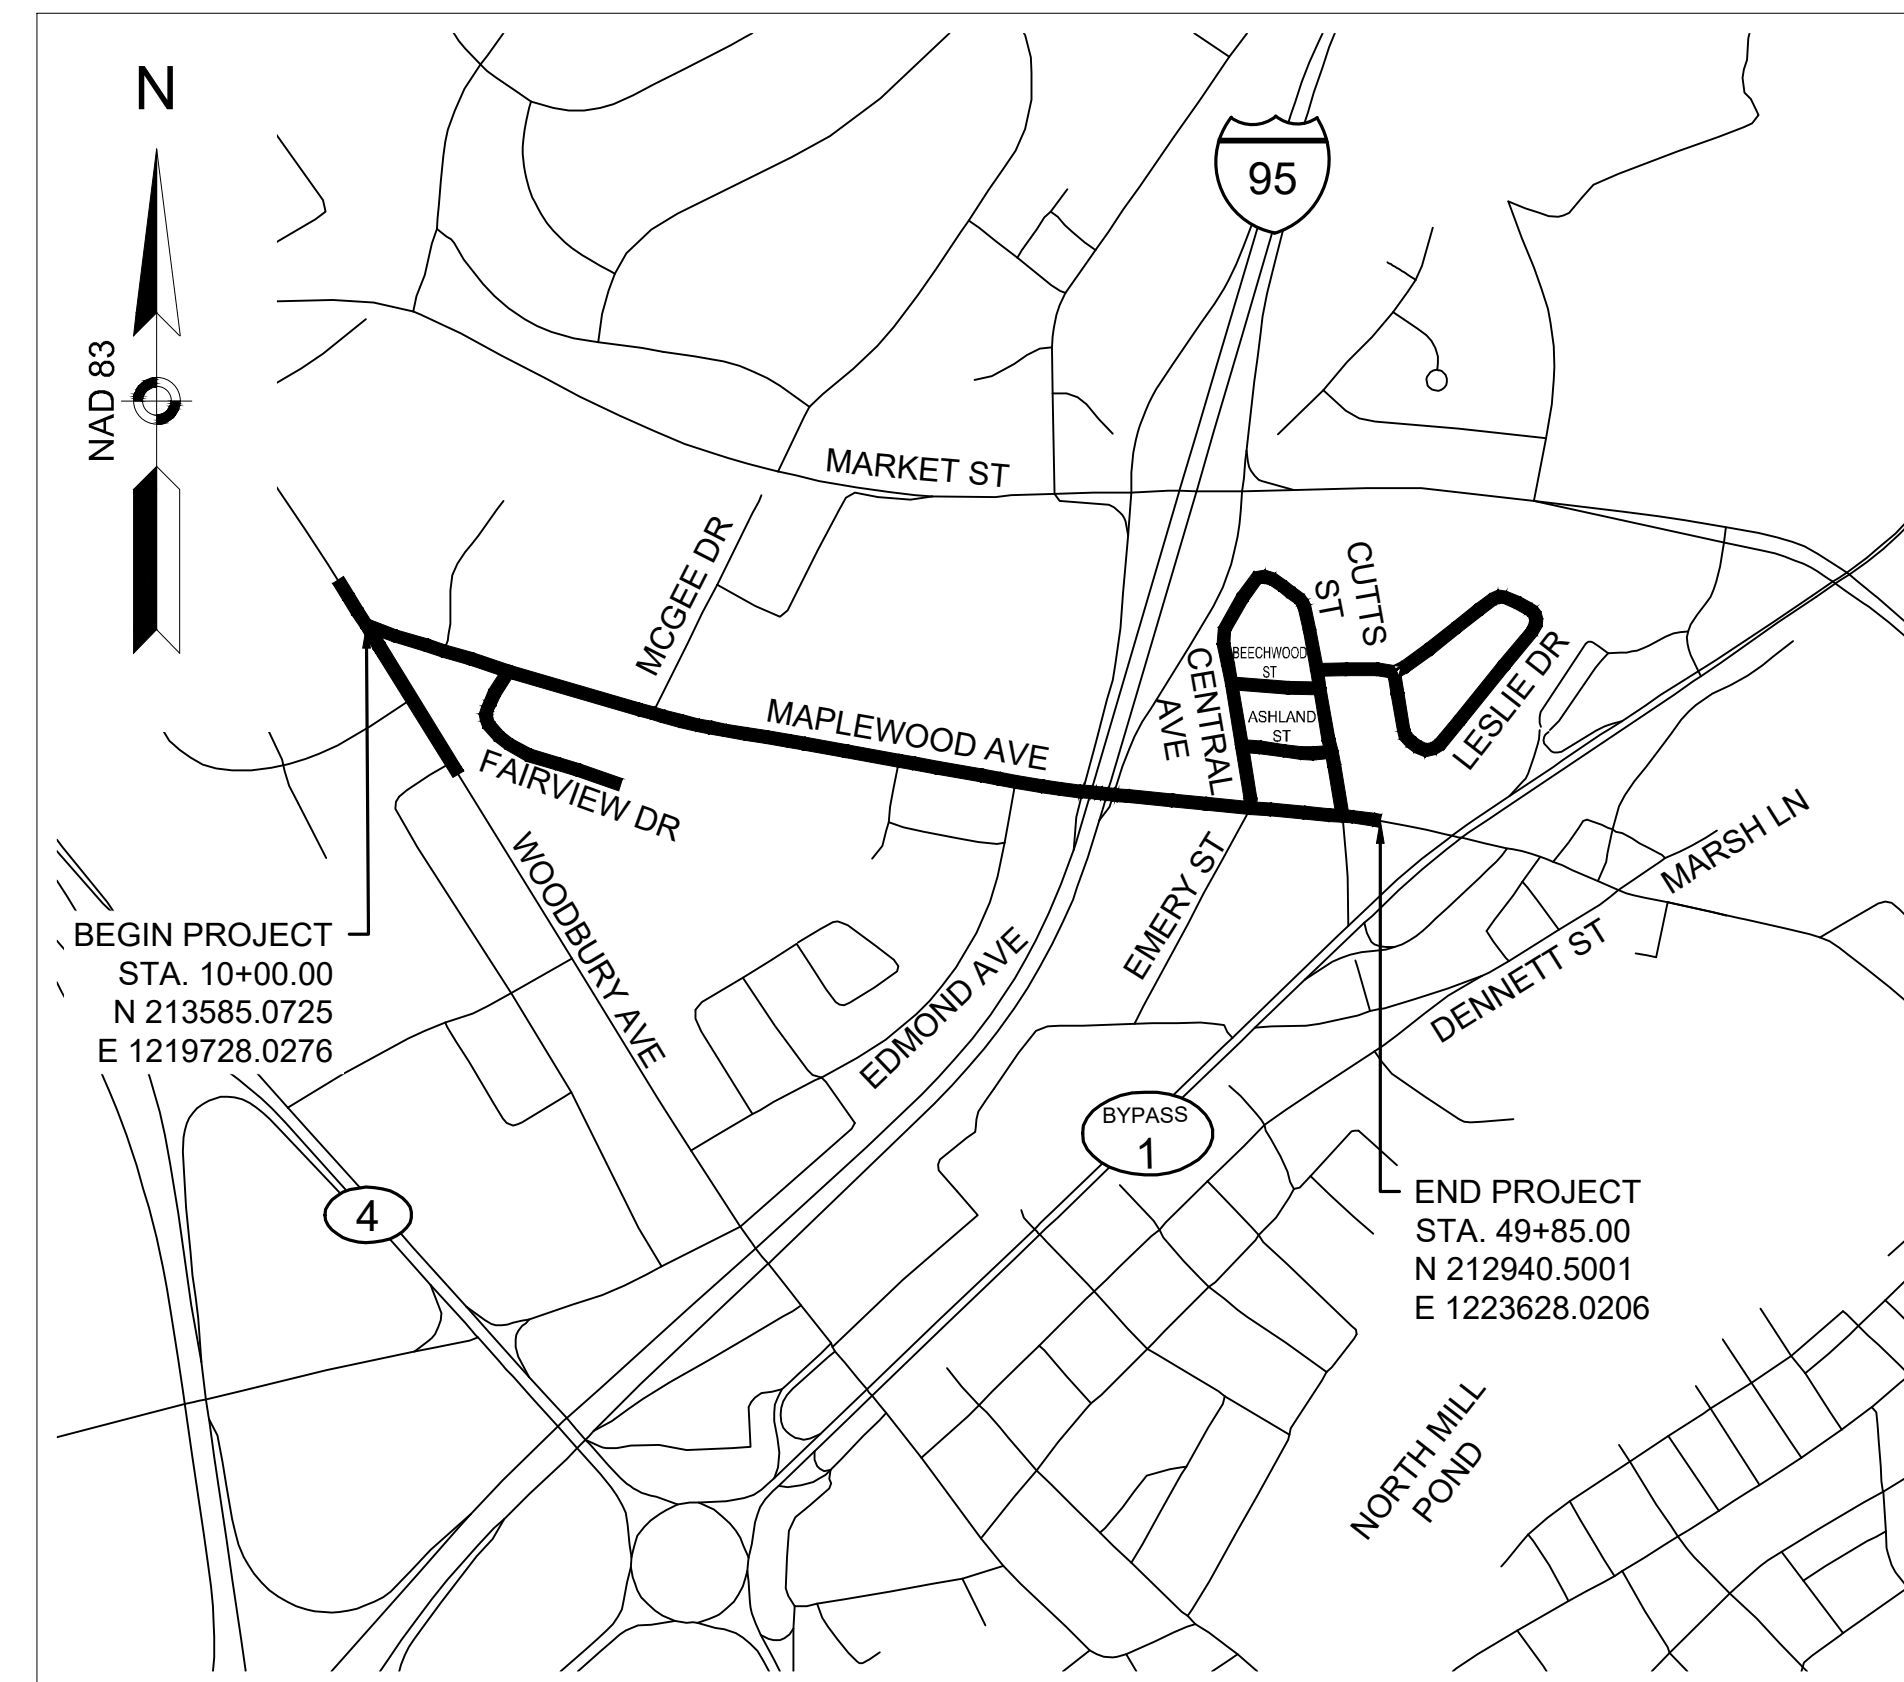 N
95
NAD 83
MARKET ST
MCGEE DR
CUTTS
ST
BEECHWOOD
ST
CENTRAL
AVE
ASHLAND
ST
LESLIE DR
MAPLEWOOD AVE
FAIRVIEW DR
MARSH LN
WOODBURY AVE
EMERY ST
EDMOND AVE
DENNETT ST
BEGIN PROJECT
STA. 10+00.00
N 213585.0725
E 1219728.0276
BYPASS
1
4
END PROJECT
STA. 49+85.00
N 212940.5001
E 1223628.0206
NORTH MILL
POND